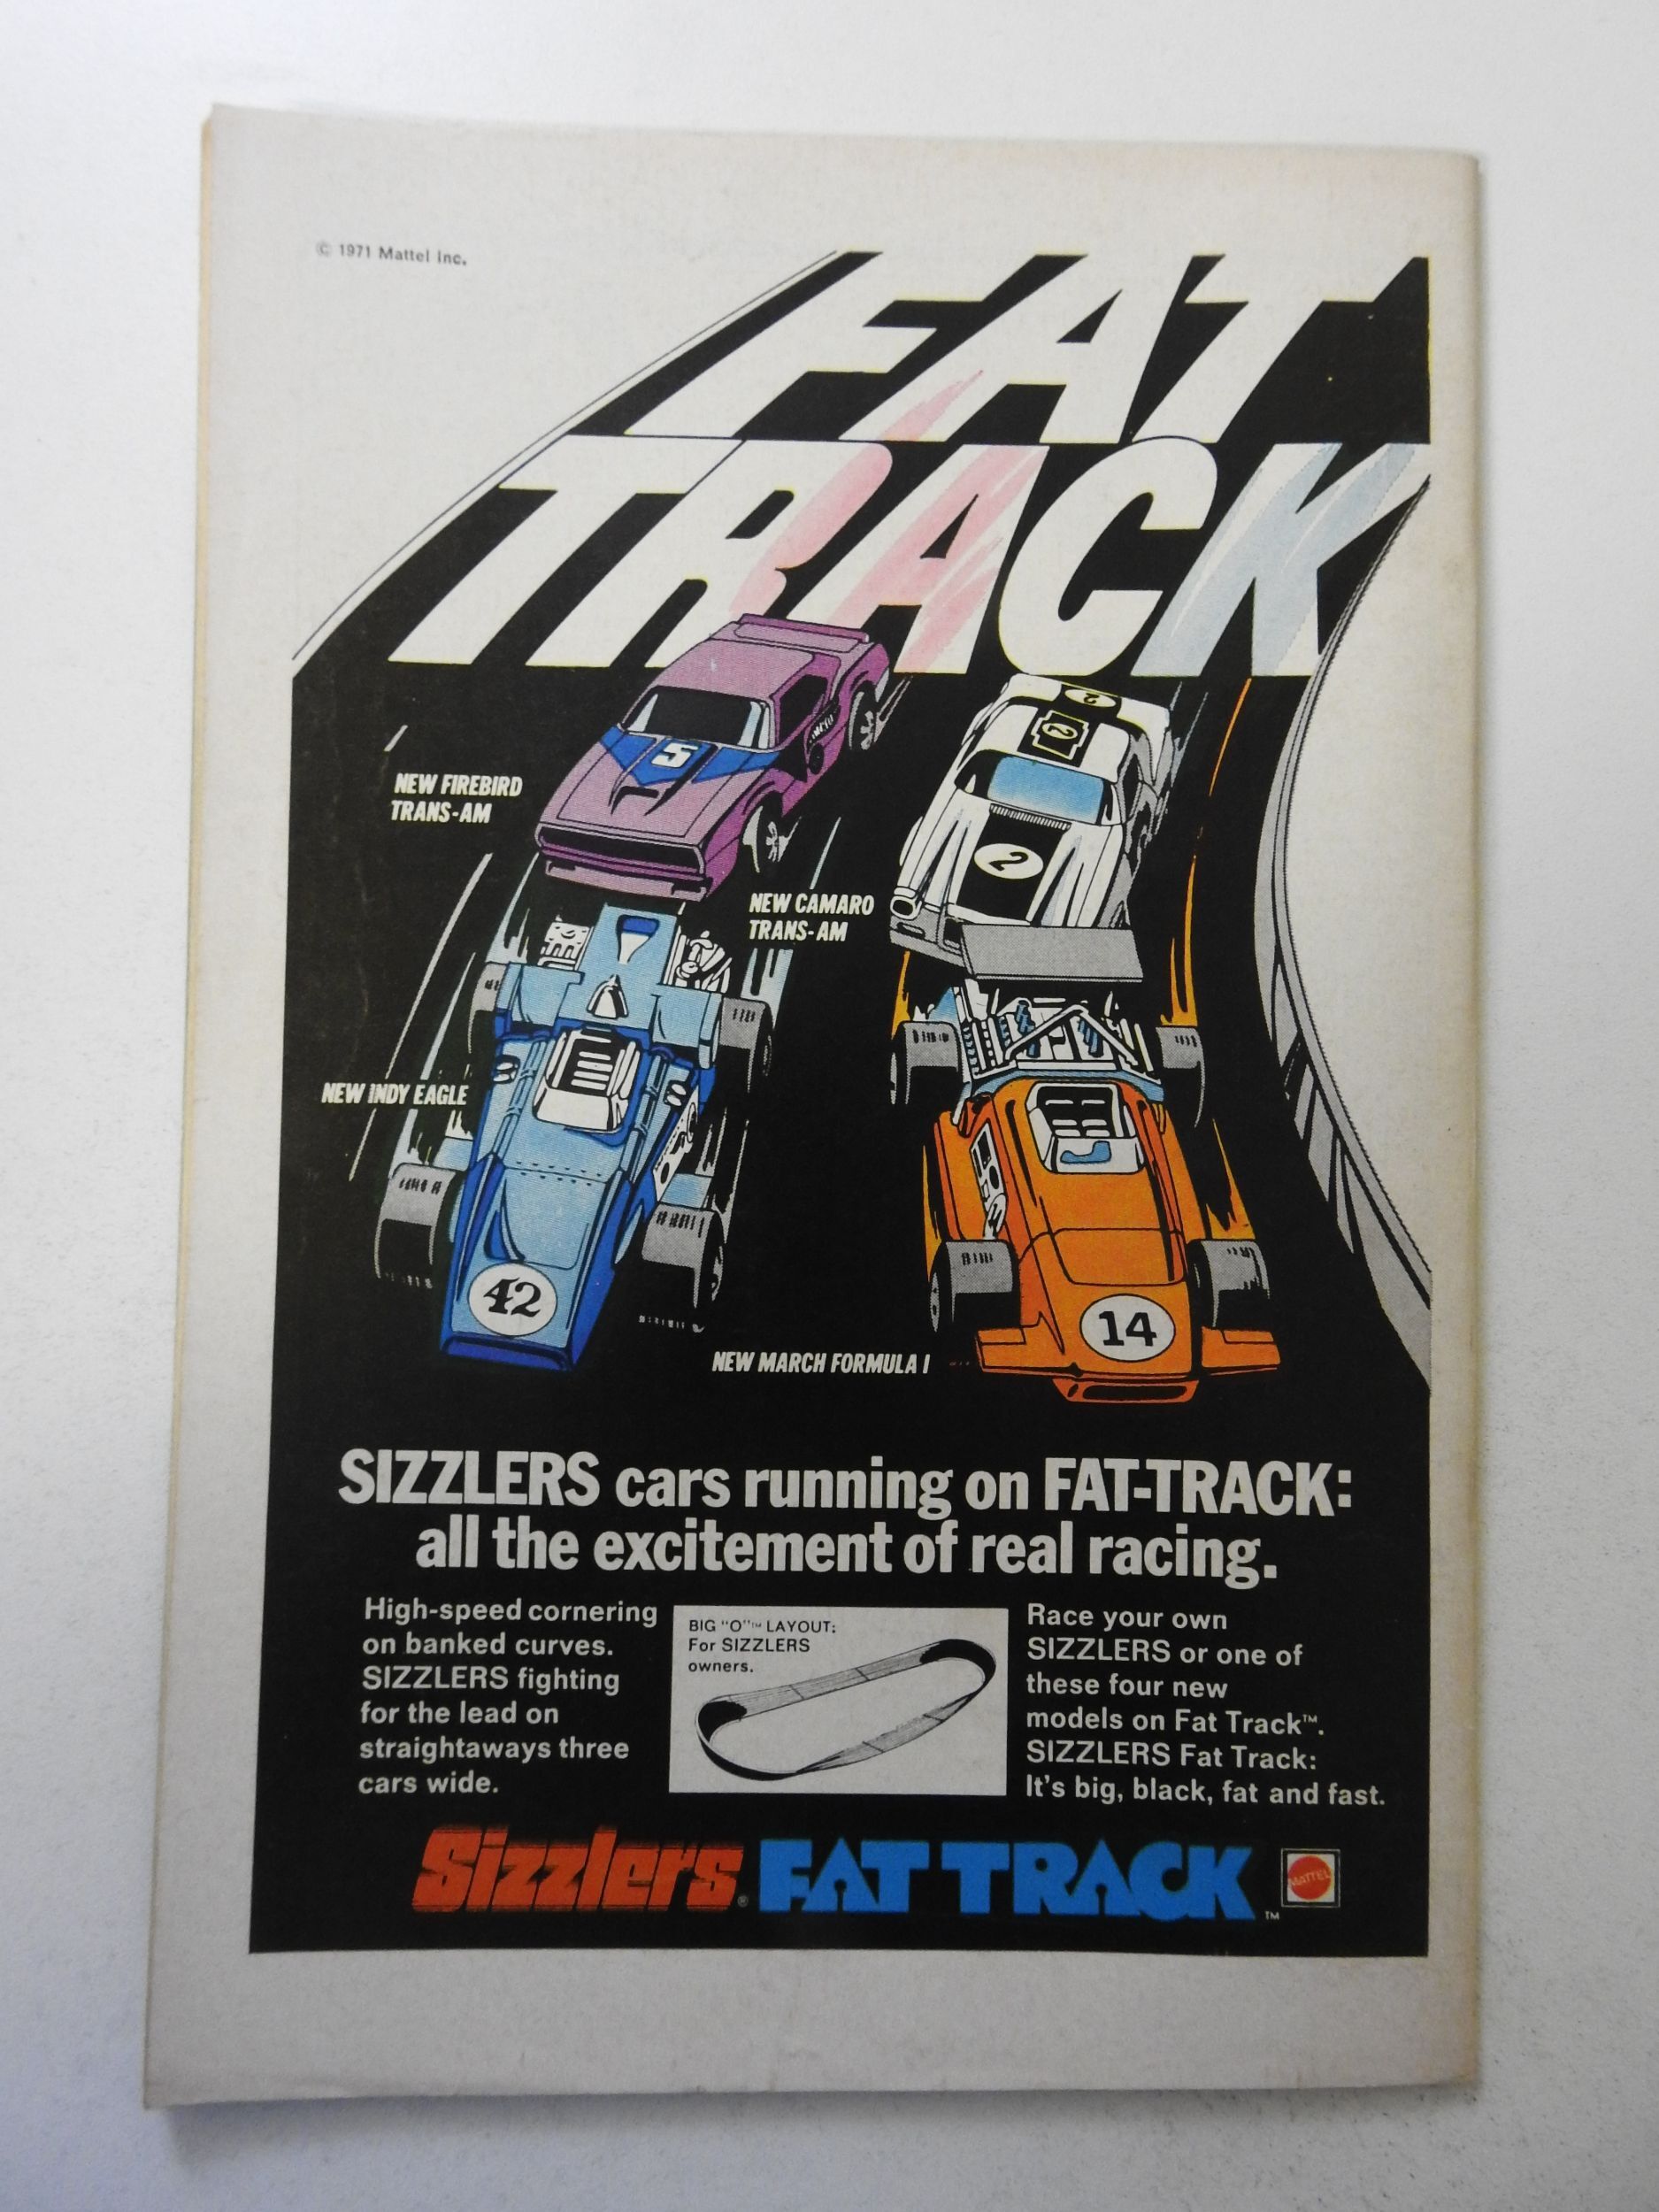 © 1971 Mattel Inc.
FAT
TRACK
5
2
2
2
NEW FIREBIRD
TRANS-AM
NEW CAMARO
TRANS-AM
NEW INDY EAGLE
42
14
NEW MARCH FORMULA I
SIZZLERS cars running on FAT-TRACK:
all the excitement of real racing.
High-speed cornering
on banked curves.
SIZZLERS fighting
for the lead on
straightaways three
cars wide.
BIG "O"™ LAYOUT:
For SIZZLERS
owners.
Race your own
SIZZLERS or one of
these four new
models on Fat Track™.
SIZZLERS Fat Track:
It's big, black, fat and fast.
Sizzlers® FAT TRACK™
MATTEL